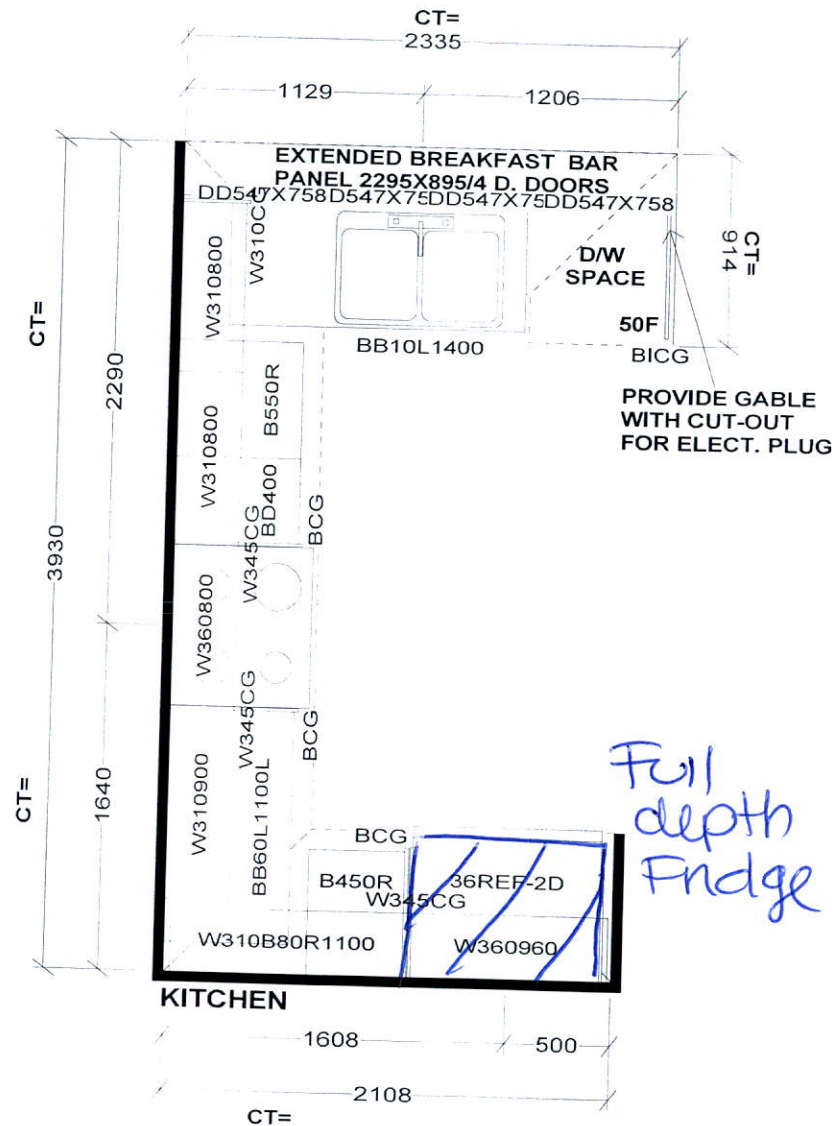 CT=
2335
1129
1206
EXTENDED BREAKFAST BAR
PANEL 2295X895/4 D. DOORS
DD547X758D547X75DD547X75DD547X758
W310CG
W310800
D/W
SPACE
CT=
914
50F
BB10L1400
BICG
PROVIDE GABLE
WITH CUT-OUT
FOR ELECT. PLUG
CT=
2290
3930
W310800
B550R
BD400
BCG
W345CG
W360800
W345CG
BCG
CT=
1640
W310900
BB60L1100L
Full
depth
Fridge
BCG
B450R
36REF-2D
W345CG
W310B80R1100
W360960
KITCHEN
1608
500
2108
CT=